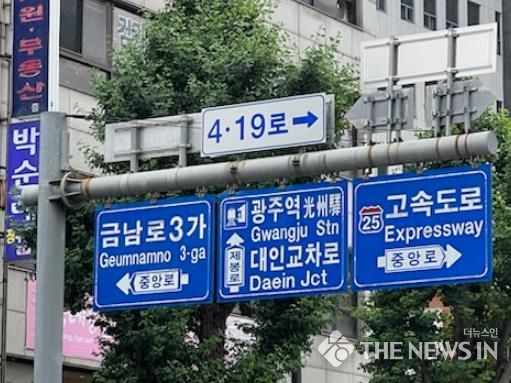 원·부동산
박순
4·19로 →
금남로3가
Geumnamno 3-ga
중앙로
광주역 光州驛
Gwangju Stn
제봉로
대인교차로
Daein Jct
25 고속도로
Expressway
중앙로
더뉴스인
THE NEWS IN